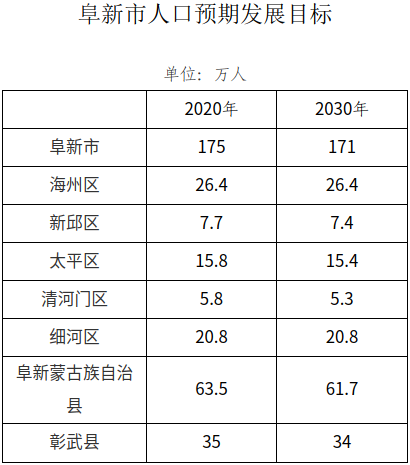 阜新市人口预期发展目标
单位：万人
2020年 2030年
阜新市 175 171
海州区 26.4 26.4
新邱区 7.7 7.4
太平区 15.8 15.4
清河门区 5.8 5.3
细河区 20.8 20.8
阜新蒙古族自治
县 63.5 61.7
彰武县 35 34